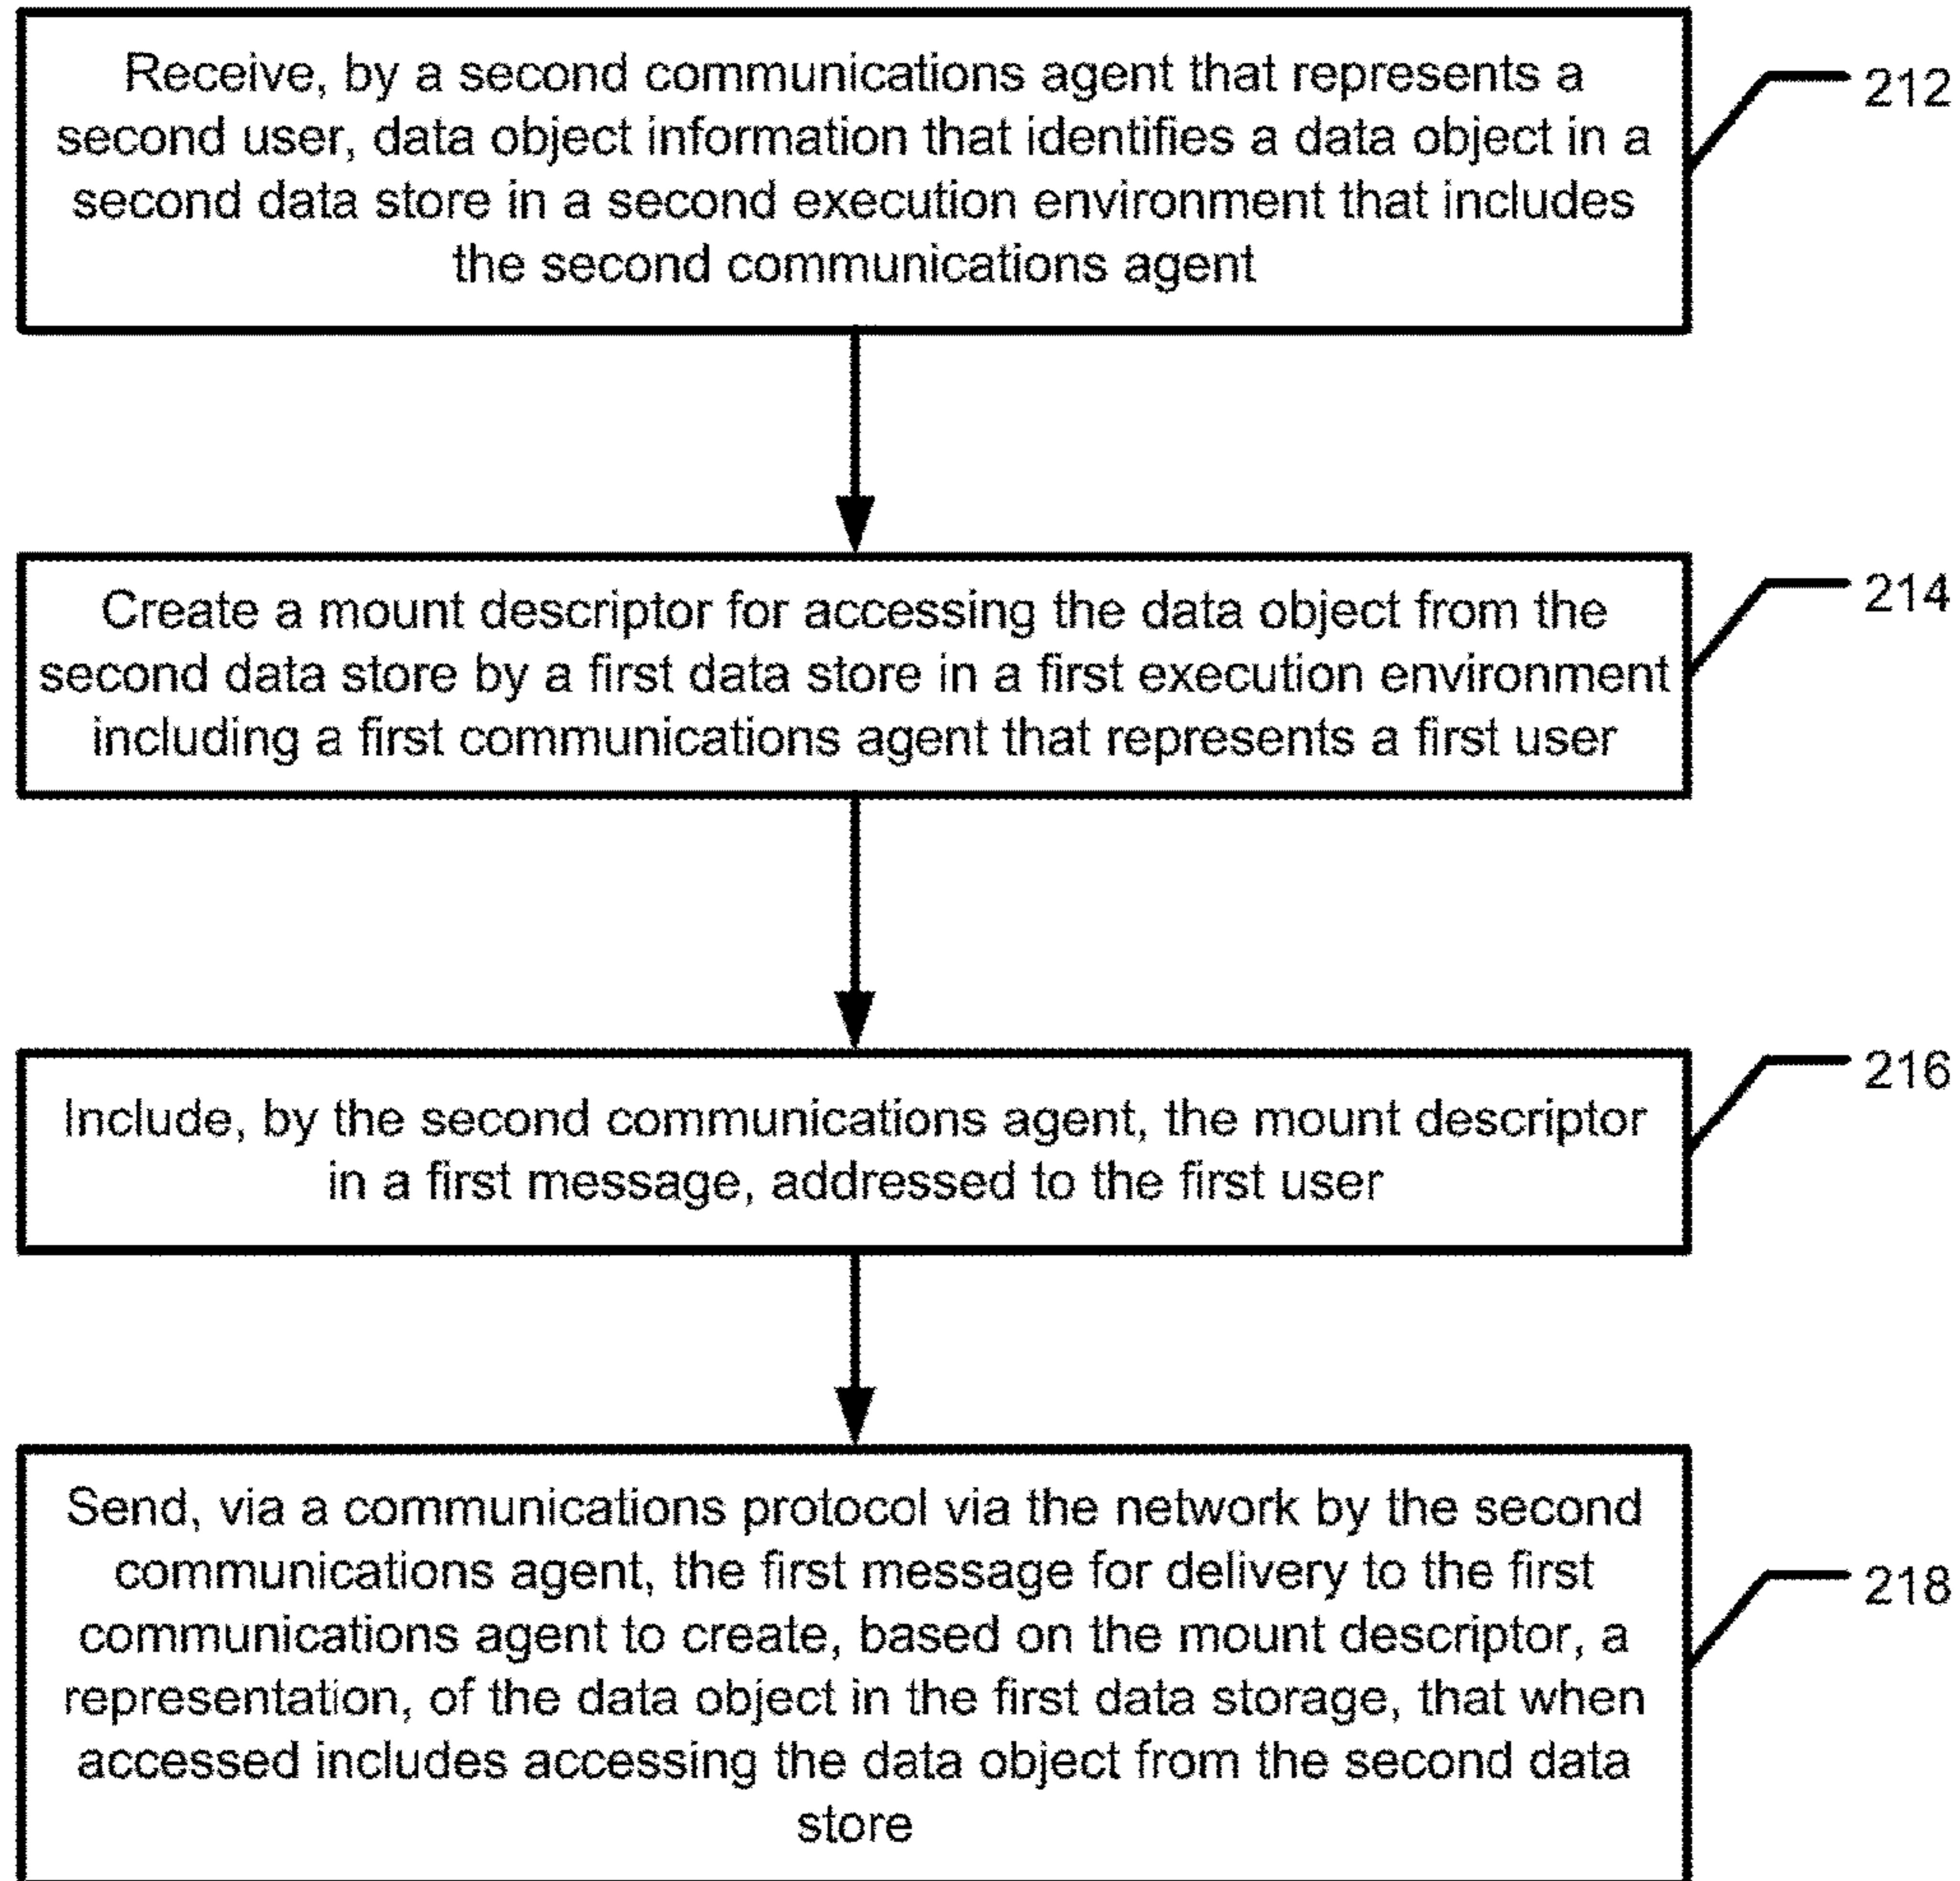 Receive, by a second communications agent that represents a
second user, data object information that identifies a data object in a
second data store in a second execution environment that includes
the second communications agent
212
Create a mount descriptor for accessing the data object from the
second data store by a first data store in a first execution environment
including a first communications agent that represents a first user
214
Include, by the second communications agent, the mount descriptor
in a first message, addressed to the first user
216
Send, via a communications protocol via the network by the second
communications agent, the first message for delivery to the first
communications agent to create, based on the mount descriptor, a
representation, of the data object in the first data storage, that when
accessed includes accessing the data object from the second data
store
218